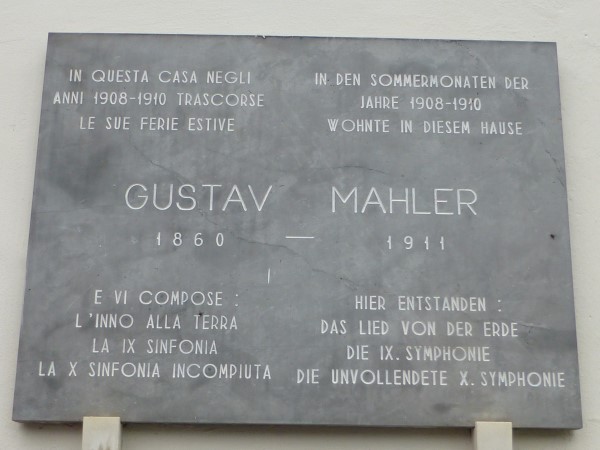 IN QUESTA CASA NEGLI
ANNI 1908-1910 TRASCORSE
LE SUE FERIE ESTIVE
IN DEN SOMMERMONATEN DER
JAHRE 1908-1910
WOHNTE IN DIESEM HAUSE
GUSTAV MAHLER
1860 — 1911
E VI COMPOSE :
L'INNO ALLA TERRA
LA IX SINFONIA
LA X SINFONIA INCOMPIUTA
HIER ENTSTANDEN :
DAS LIED VON DER ERDE
DIE IX. SYMPHONIE
DIE UNVOLLENDETE X. SYMPHONIE